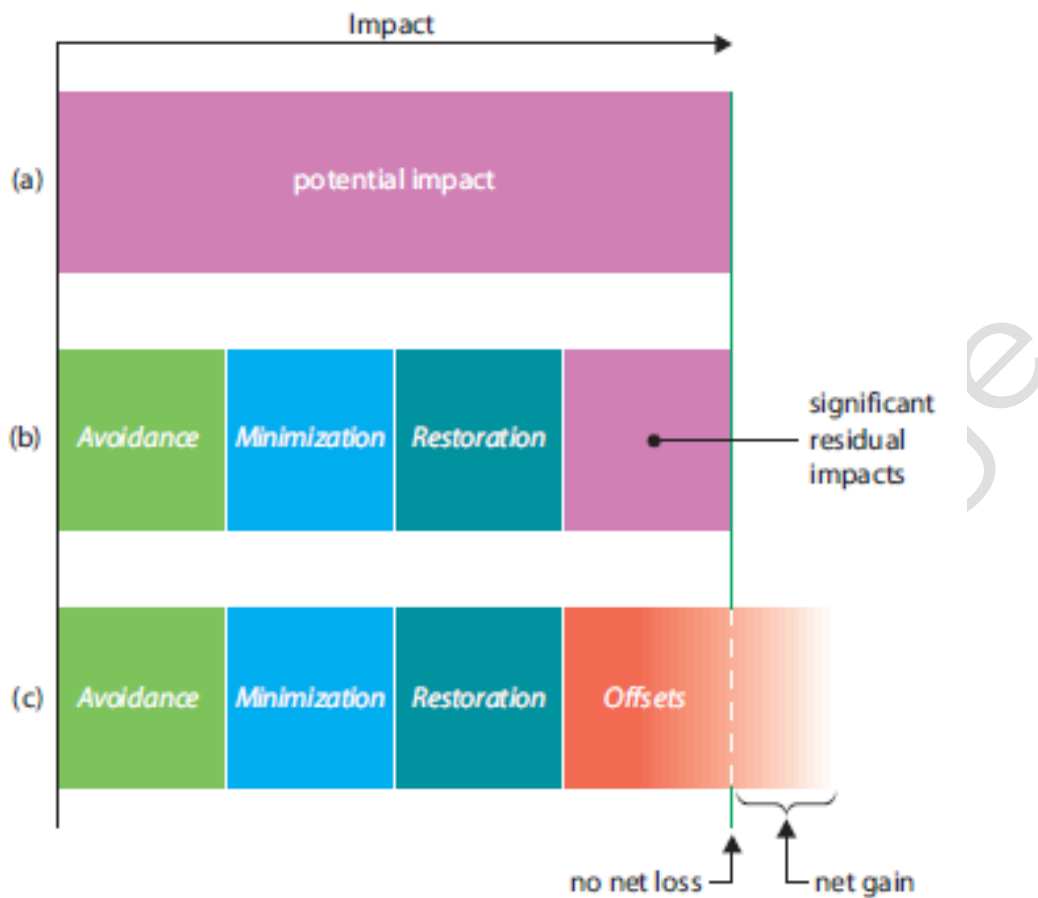 Impact
(a)
potential impact
(b)
Avoidance
Minimization
Restoration
significant
residual
impacts
(c)
Avoidance
Minimization
Restoration
Offsets
no net loss
net gain